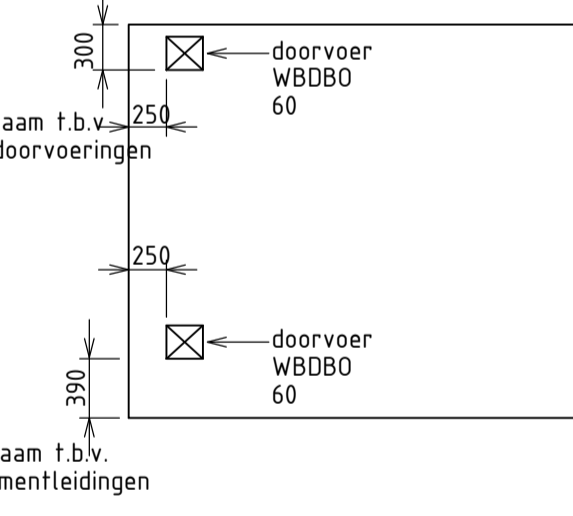 300
doorvoer
WBDBO
60
250
aam t.b.v
doorvoeringen
250
doorvoer
WBDBO
60
390
aam t.b.v.
mentleidingen